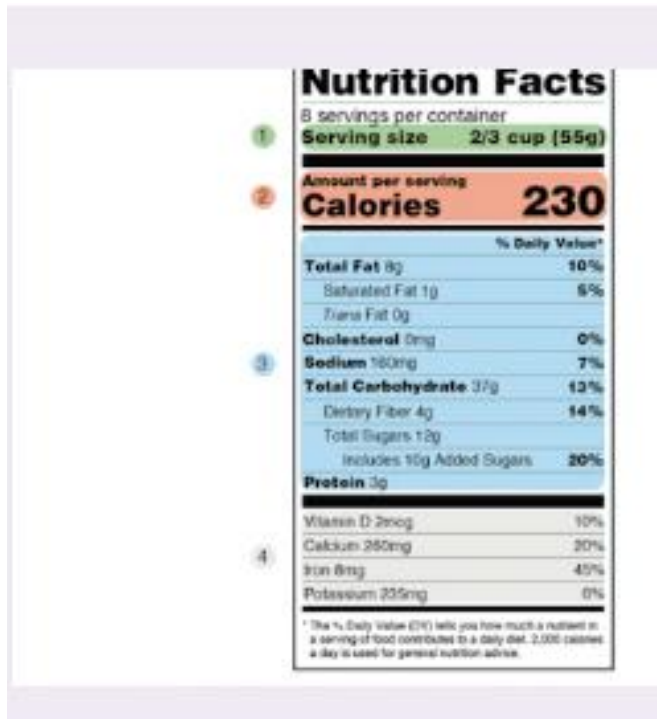 Nutrition Facts
8 servings per container
1 Serving size 2/3 cup (55g)
2 Amount per serving
Calories 230
% Daily Value*
Total Fat 8g 10%
Saturated Fat 1g 5%
Trans Fat 0g
Cholesterol 0mg 0%
3 Sodium 160mg 7%
Total Carbohydrate 37g 13%
Dietary Fiber 4g 14%
Total Sugars 12g
Includes 10g Added Sugars 20%
Protein 3g
Vitamin D 2mcg 10%
Calcium 260mg 20%
4
Iron 8mg 45%
Potassium 235mg 6%
* The % Daily Value (DV) tells you how much a nutrient in
a serving of food contributes to a daily diet. 2,000 calories
a day is used for general nutrition advice.